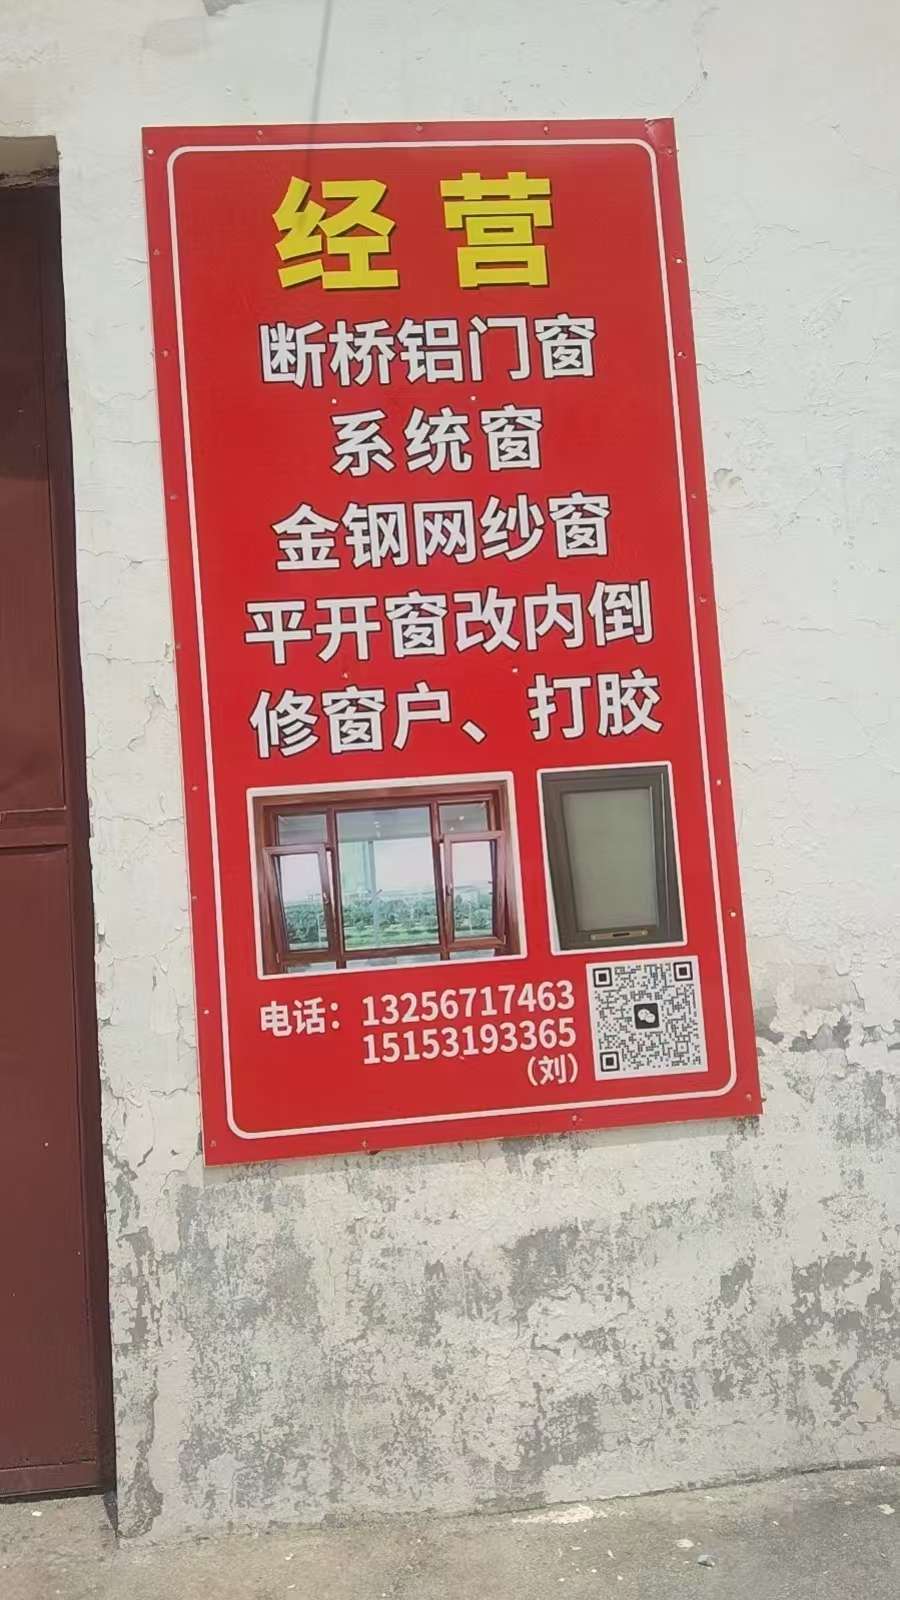 经营
断桥铝门窗
系统窗
金钢网纱窗
平开窗改内倒
修窗户、打胶
电话：13256717463
15153193365
（刘）